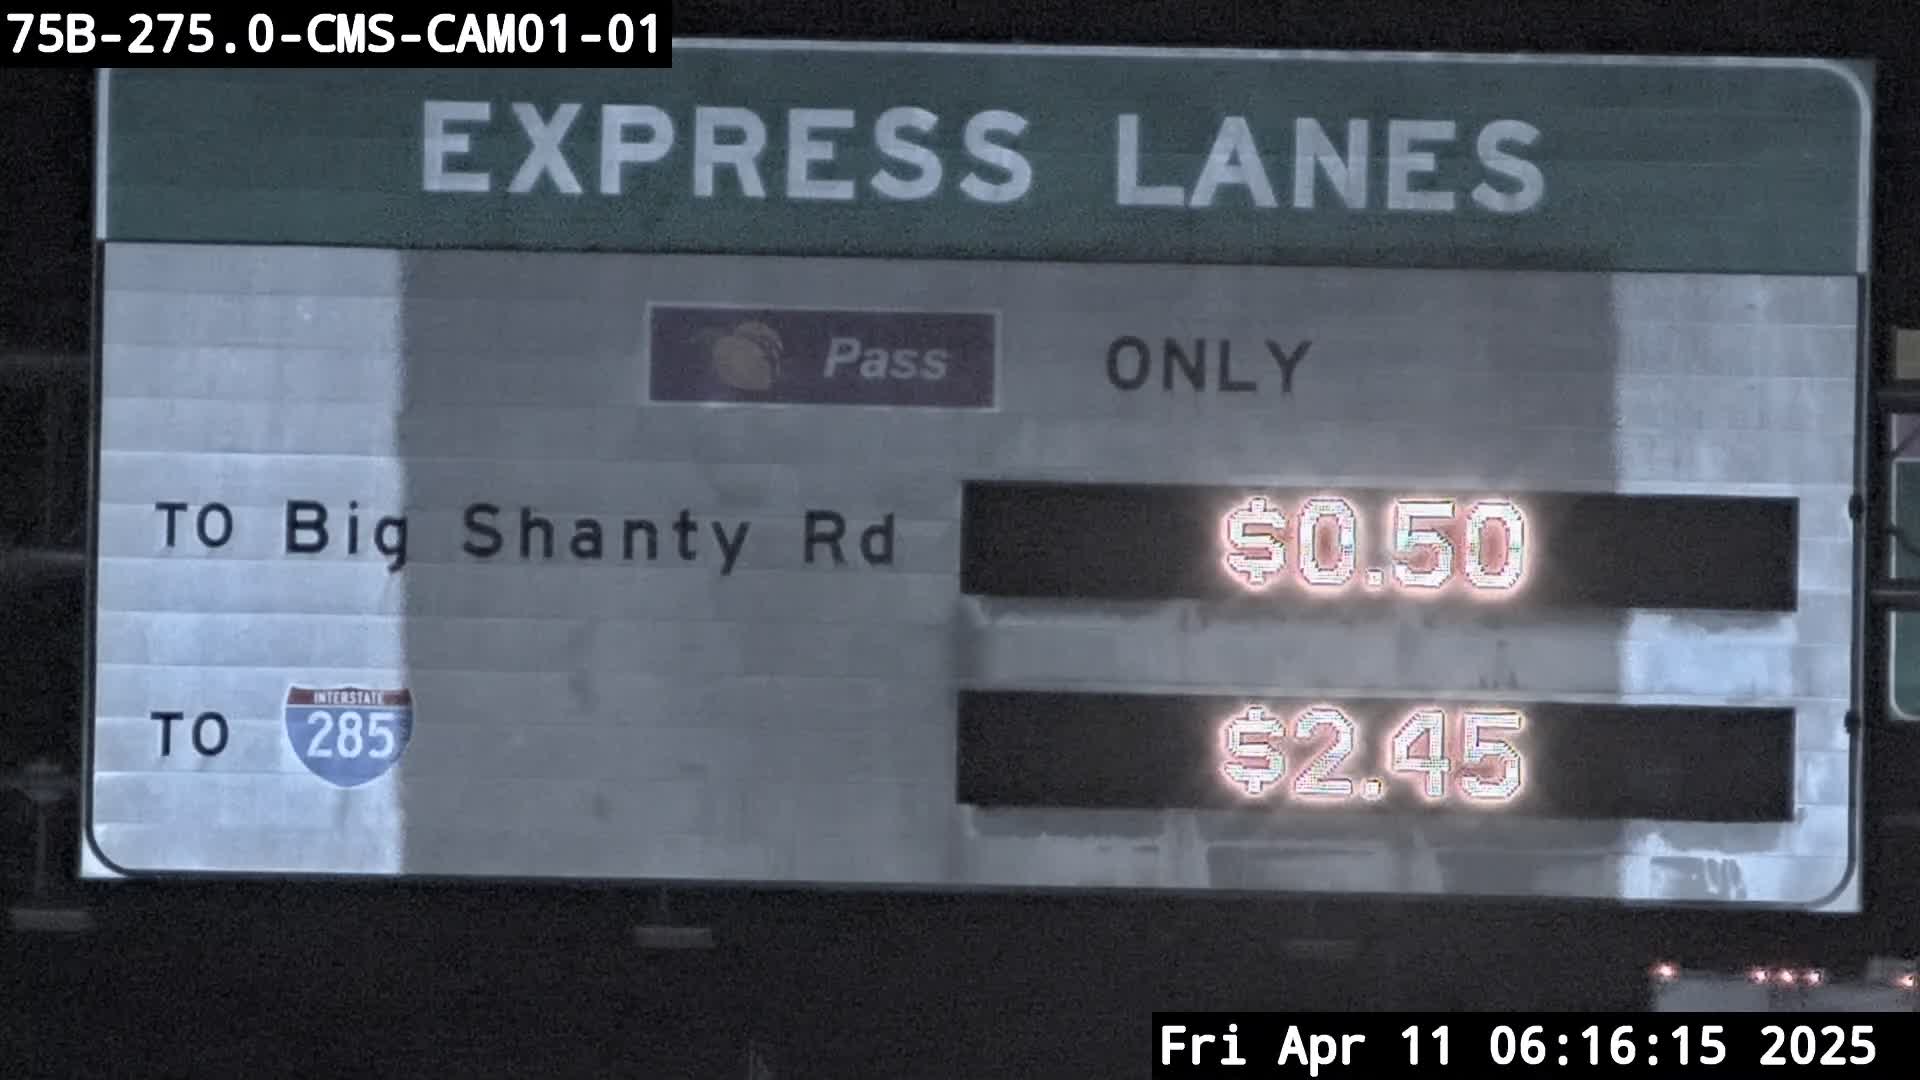 75B-275.0-CMS-CAM01-01
EXPRESS LANES
Pass ONLY
TO Big Shanty Rd $0.50
INTERSTATE
TO 285 $2.45
Fri Apr 11 06:16:15 2025